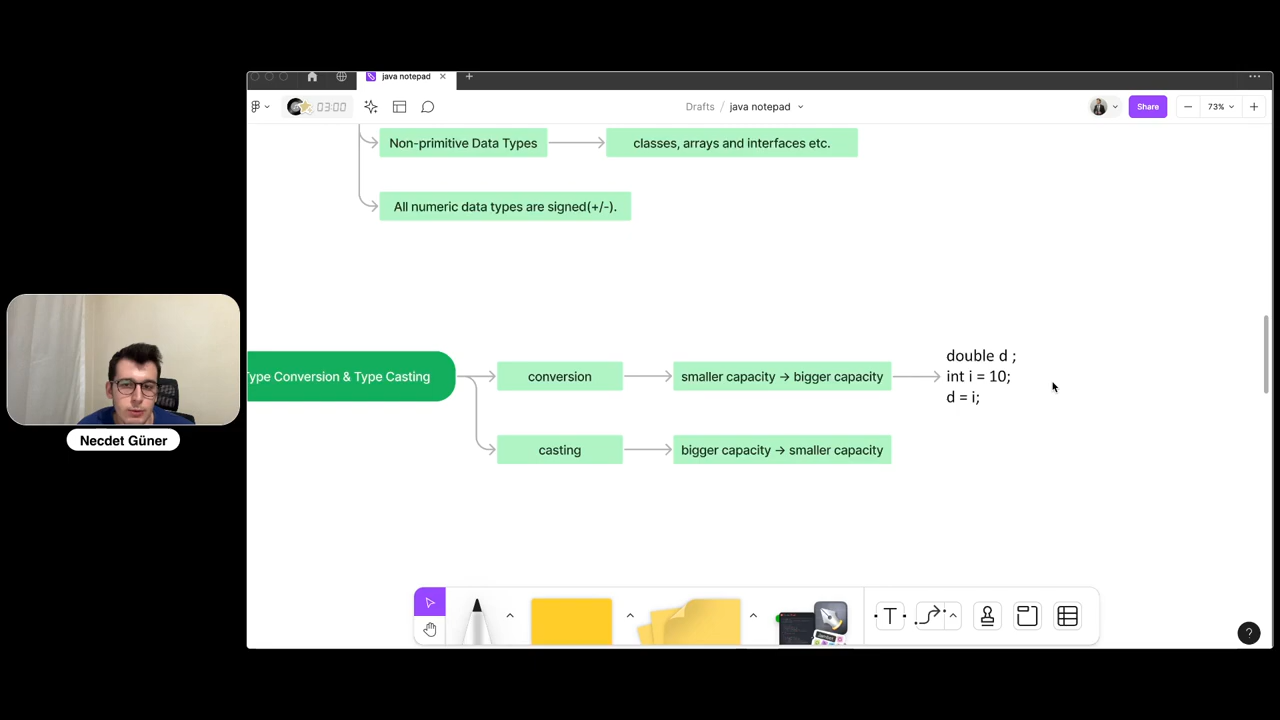 java notepad
03:00
Drafts / java notepad
Share
73%
Non-primitive Data Types
classes, arrays and interfaces etc.
All numeric data types are signed(+/-).
Type Conversion & Type Casting
conversion
smaller capacity → bigger capacity
double d ;
int i = 10;
d = i;
casting
bigger capacity → smaller capacity
Necdet Güner
T
?